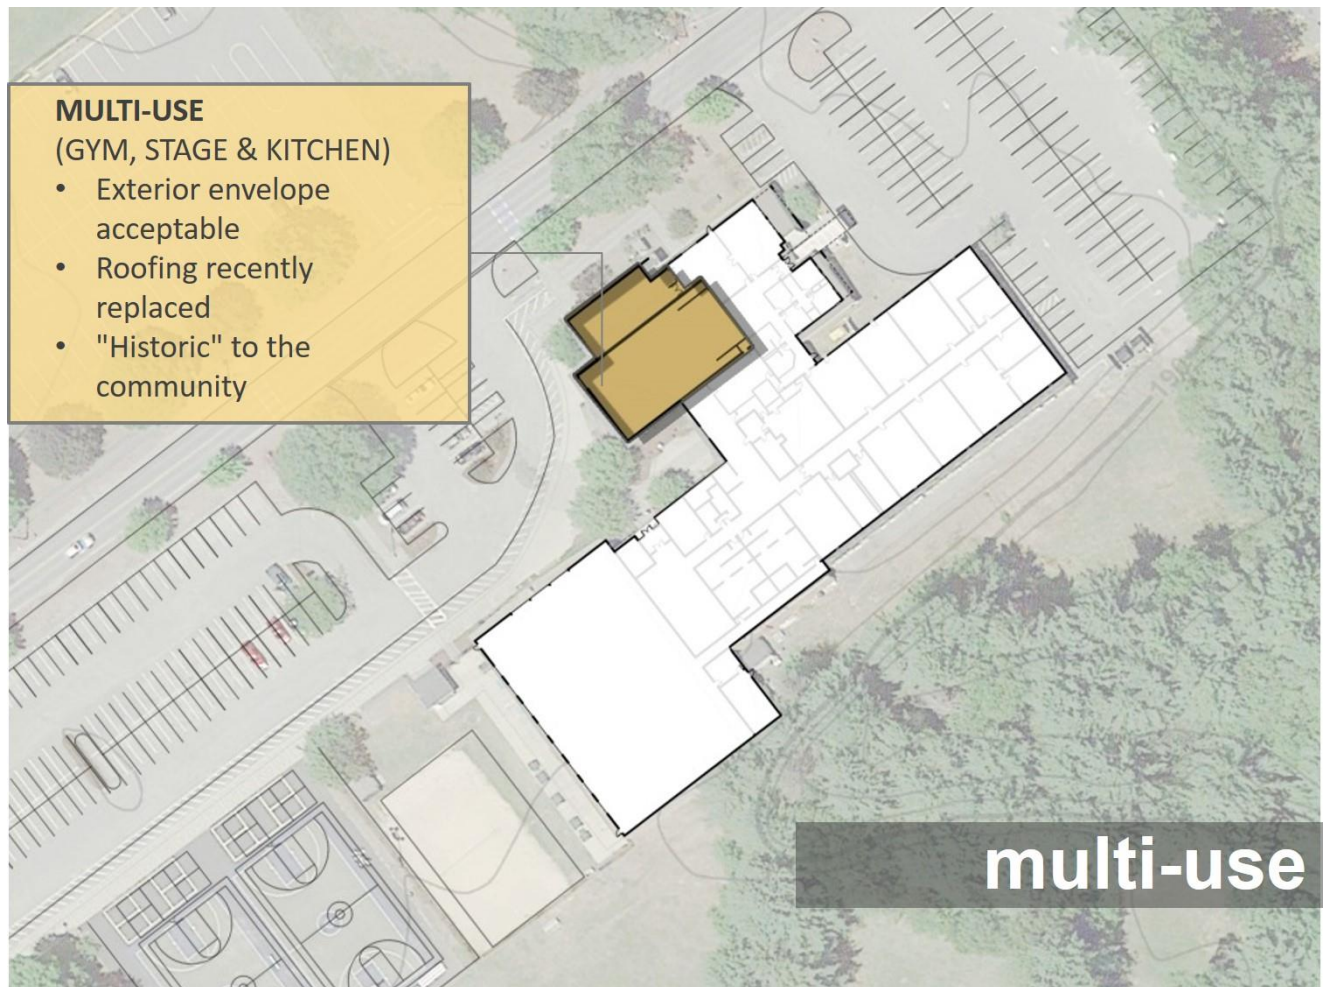 MULTI-USE
(GYM, STAGE & KITCHEN)
• Exterior envelope
acceptable
• Roofing recently
replaced
• "Historic" to the
community
multi-use